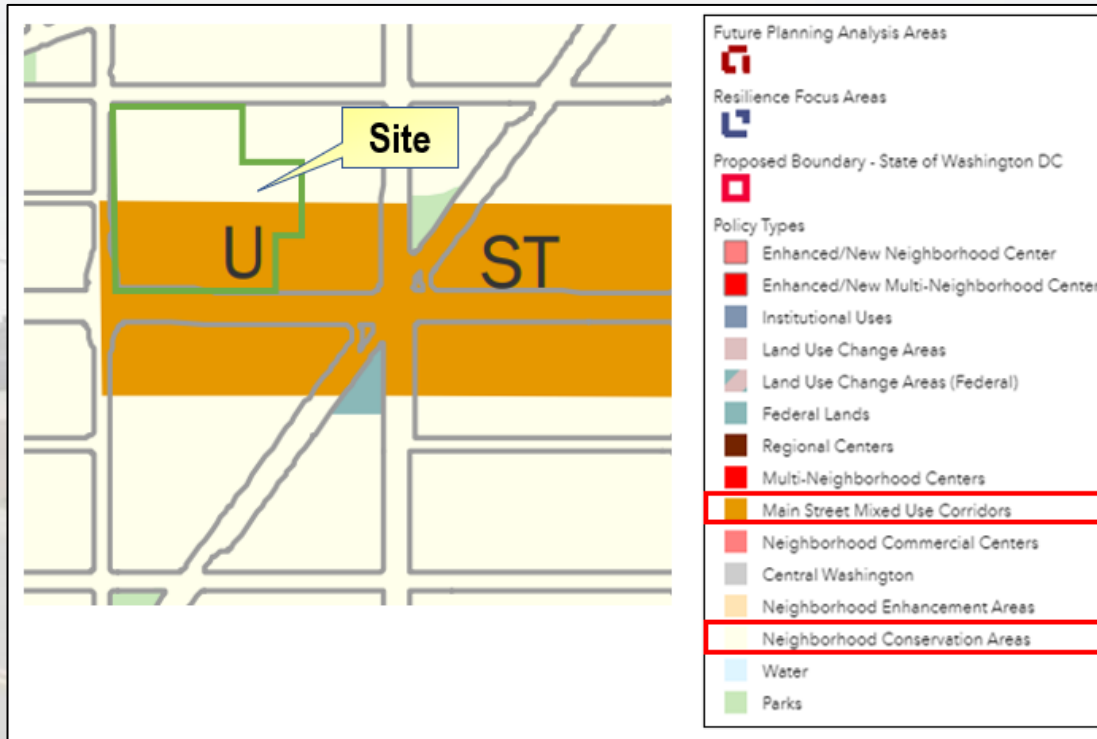 Site
U ST
Future Planning Analysis Areas
Resilience Focus Areas
Proposed Boundary - State of Washington DC
Policy Types
Enhanced/New Neighborhood Center
Enhanced/New Multi-Neighborhood Center
Institutional Uses
Land Use Change Areas
Land Use Change Areas (Federal)
Federal Lands
Regional Centers
Multi-Neighborhood Centers
Main Street Mixed Use Corridors
Neighborhood Commercial Centers
Central Washington
Neighborhood Enhancement Areas
Neighborhood Conservation Areas
Water
Parks